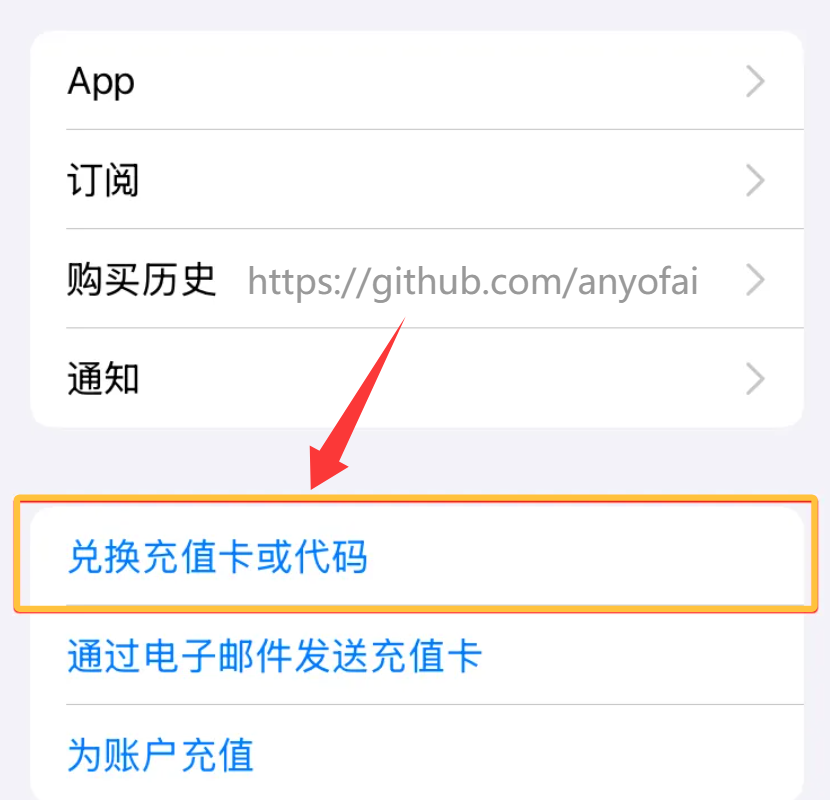 App
订阅
购买历史 https://github.com/anyofai
通知
兑换充值卡或代码
通过电子邮件发送充值卡
为账户充值